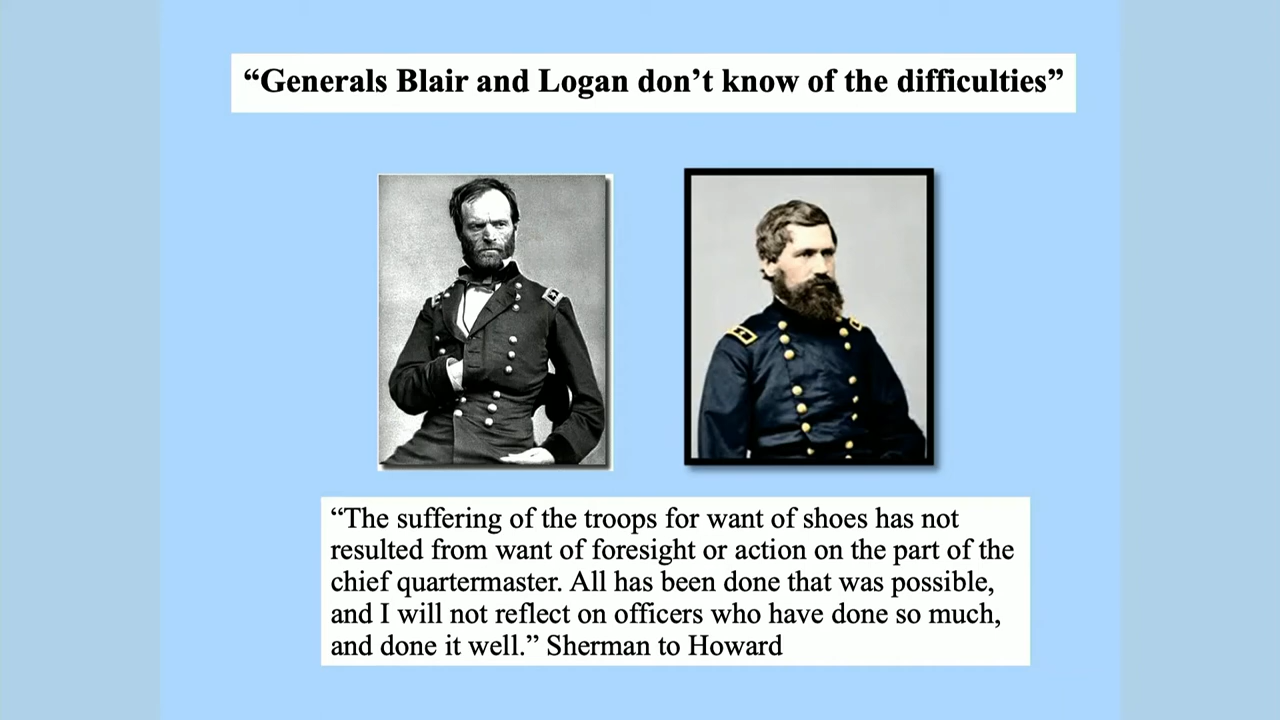 “Generals Blair and Logan don’t know of the difficulties”
“The suffering of the troops for want of shoes has not
resulted from want of foresight or action on the part of the
chief quartermaster. All has been done that was possible,
and I will not reflect on officers who have done so much,
and done it well.” Sherman to Howard